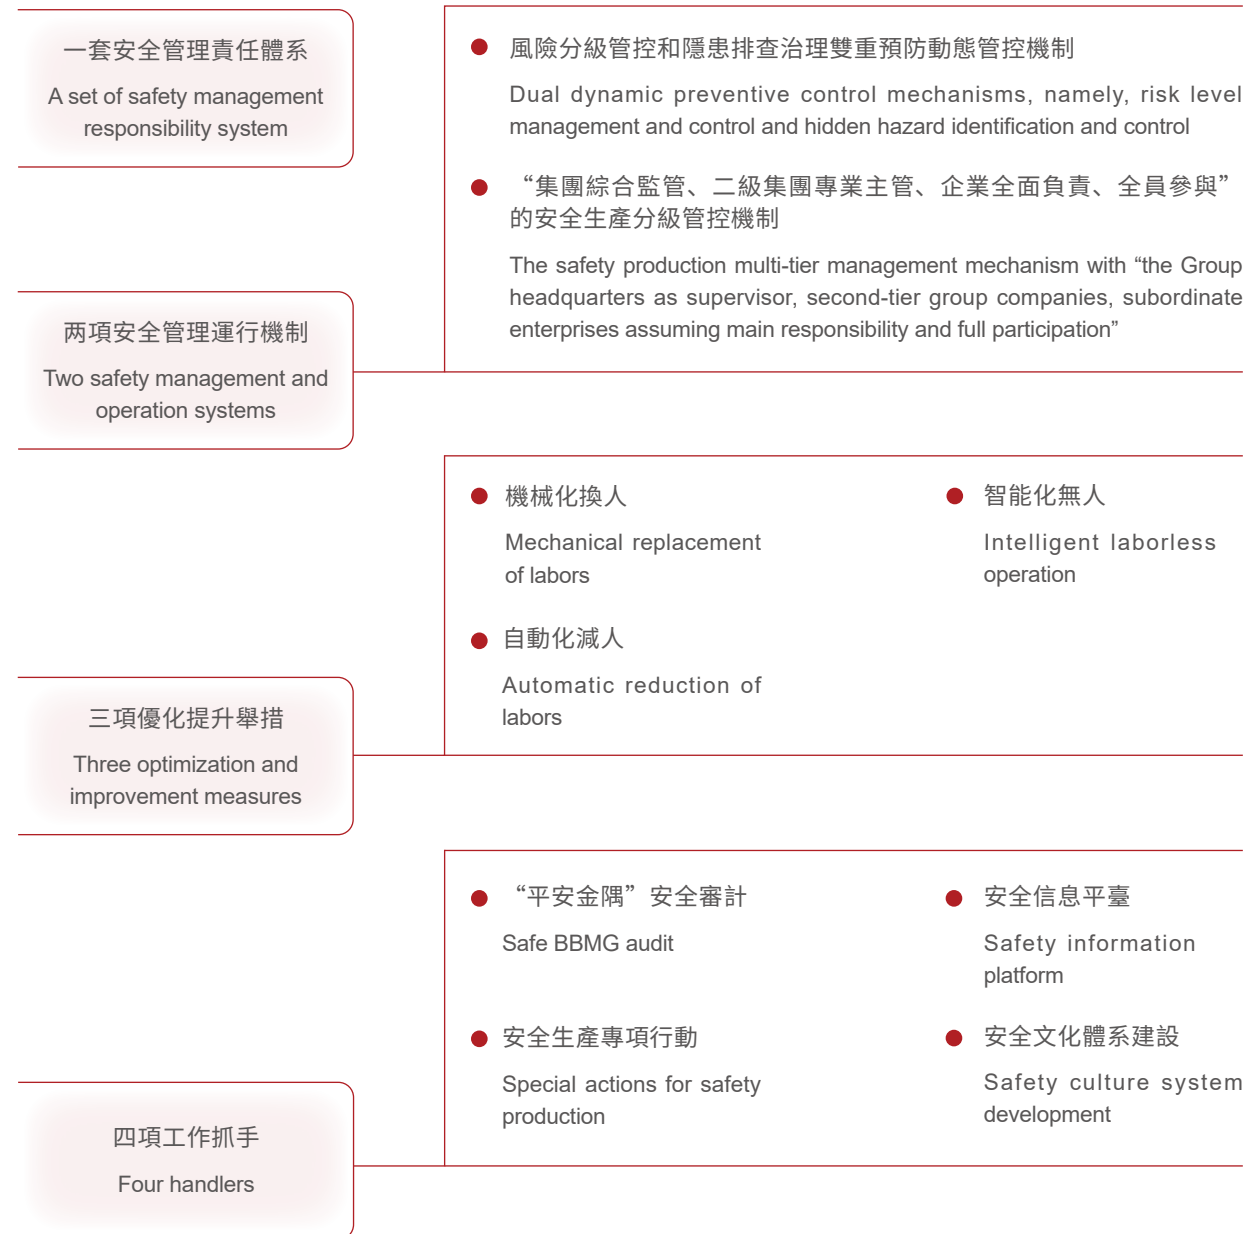 一套安全管理責任體系
A set of safety management
responsibility system
風險分級管控和隱患排查治理雙重預防動態管控機制
Dual dynamic preventive control mechanisms, namely, risk level
management and control and hidden hazard identification and control
“集團綜合監管、二級集團專業主管、企業全面負責、全員參與”
的安全生產分級管控機制
The safety production multi-tier management mechanism with “the Group
headquarters as supervisor, second-tier group companies, subordinate
enterprises assuming main responsibility and full participation”
两項安全管理運行機制
Two safety management and
operation systems
機械化換人
Mechanical replacement
of labors
智能化無人
Intelligent laborless
operation
自動化減人
Automatic reduction of
labors
三項優化提升舉措
Three optimization and
improvement measures
“平安金隅”安全審計
Safe BBMG audit
安全信息平臺
Safety information
platform
安全生產專項行動
Special actions for safety
production
安全文化體系建設
Safety culture system
development
四項工作抓手
Four handlers